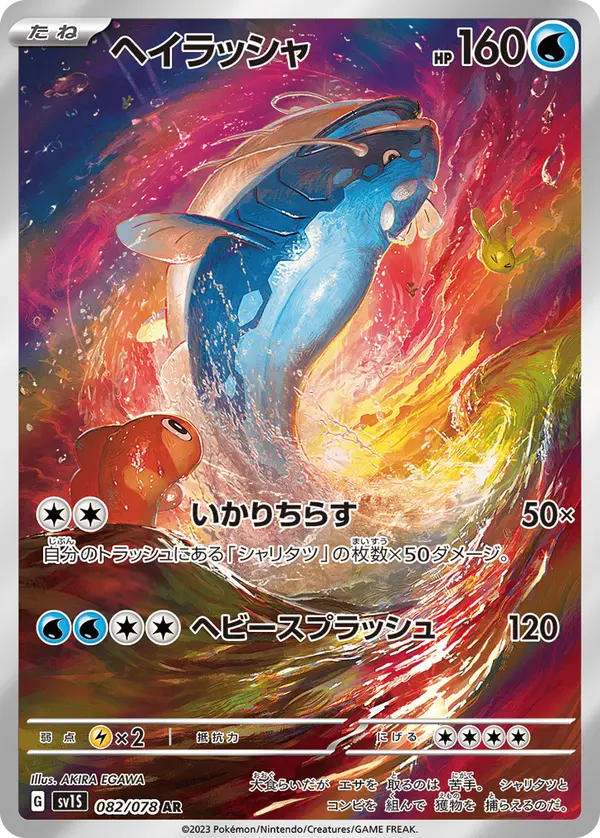 たね ヘイラッシャ HP 160
いかりちらす 50×
自分のトラッシュにある「シャリタツ」の枚数×50ダメージ。
ヘビースプラッシュ 120
弱点 ×2 抵抗力 にげる
Illus. AKIRA EGAWA
G sv1S 082/078 AR
大食らいだが エサを 取るのは 苦手。 シャリタツと
コンビを 組んで 獲物を 捕らえるのだ。
©2023 Pokémon/Nintendo/Creatures/GAME FREAK.